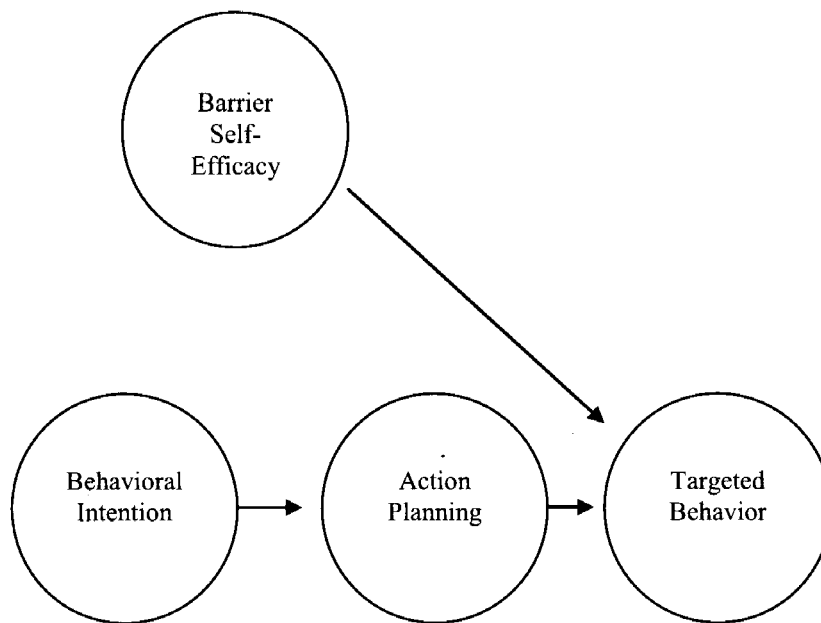 Barrier
Self-
Efficacy
Behavioral
Intention
Action
Planning
Targeted
Behavior